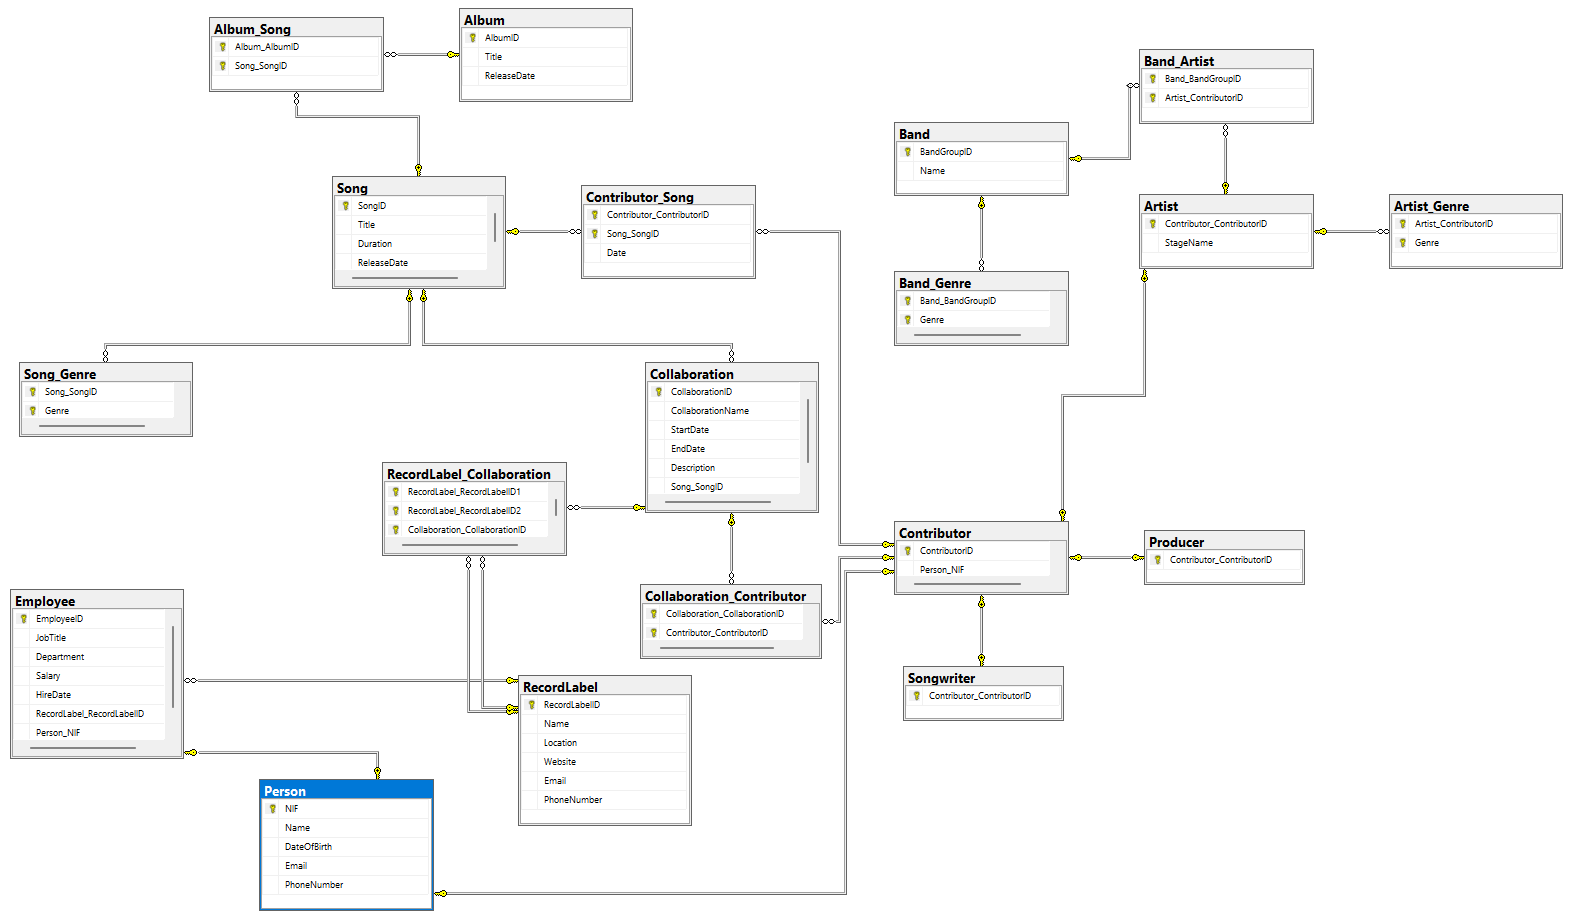 Album_Song
Album_AlbumID
Song_SongID
Album
AlbumID
Title
ReleaseDate
Band_Artist
Band_BandGroupID
Artist_ContributorID
Band
BandGroupID
Name
Song
SongID
Title
Duration
ReleaseDate
Contributor_Song
Contributor_ContributorID
Song_SongID
Date
Artist
Contributor_ContributorID
StageName
Artist_Genre
Artist_ContributorID
Genre
Band_Genre
Band_BandGroupID
Genre
Song_Genre
Song_SongID
Genre
Collaboration
CollaborationID
CollaborationName
StartDate
EndDate
Description
Song_SongID
RecordLabel_Collaboration
RecordLabel_RecordLabelID1
RecordLabel_RecordLabelID2
Collaboration_CollaborationID
Contributor
ContributorID
Person_NIF
Producer
Contributor_ContributorID
Collaboration_Contributor
Collaboration_CollaborationID
Contributor_ContributorID
Employee
EmployeeID
JobTitle
Department
Salary
HireDate
RecordLabel_RecordLabelID
Person_NIF
Songwriter
Contributor_ContributorID
RecordLabel
RecordLabelID
Name
Location
Website
Email
PhoneNumber
Person
NIF
Name
DateOfBirth
Email
PhoneNumber